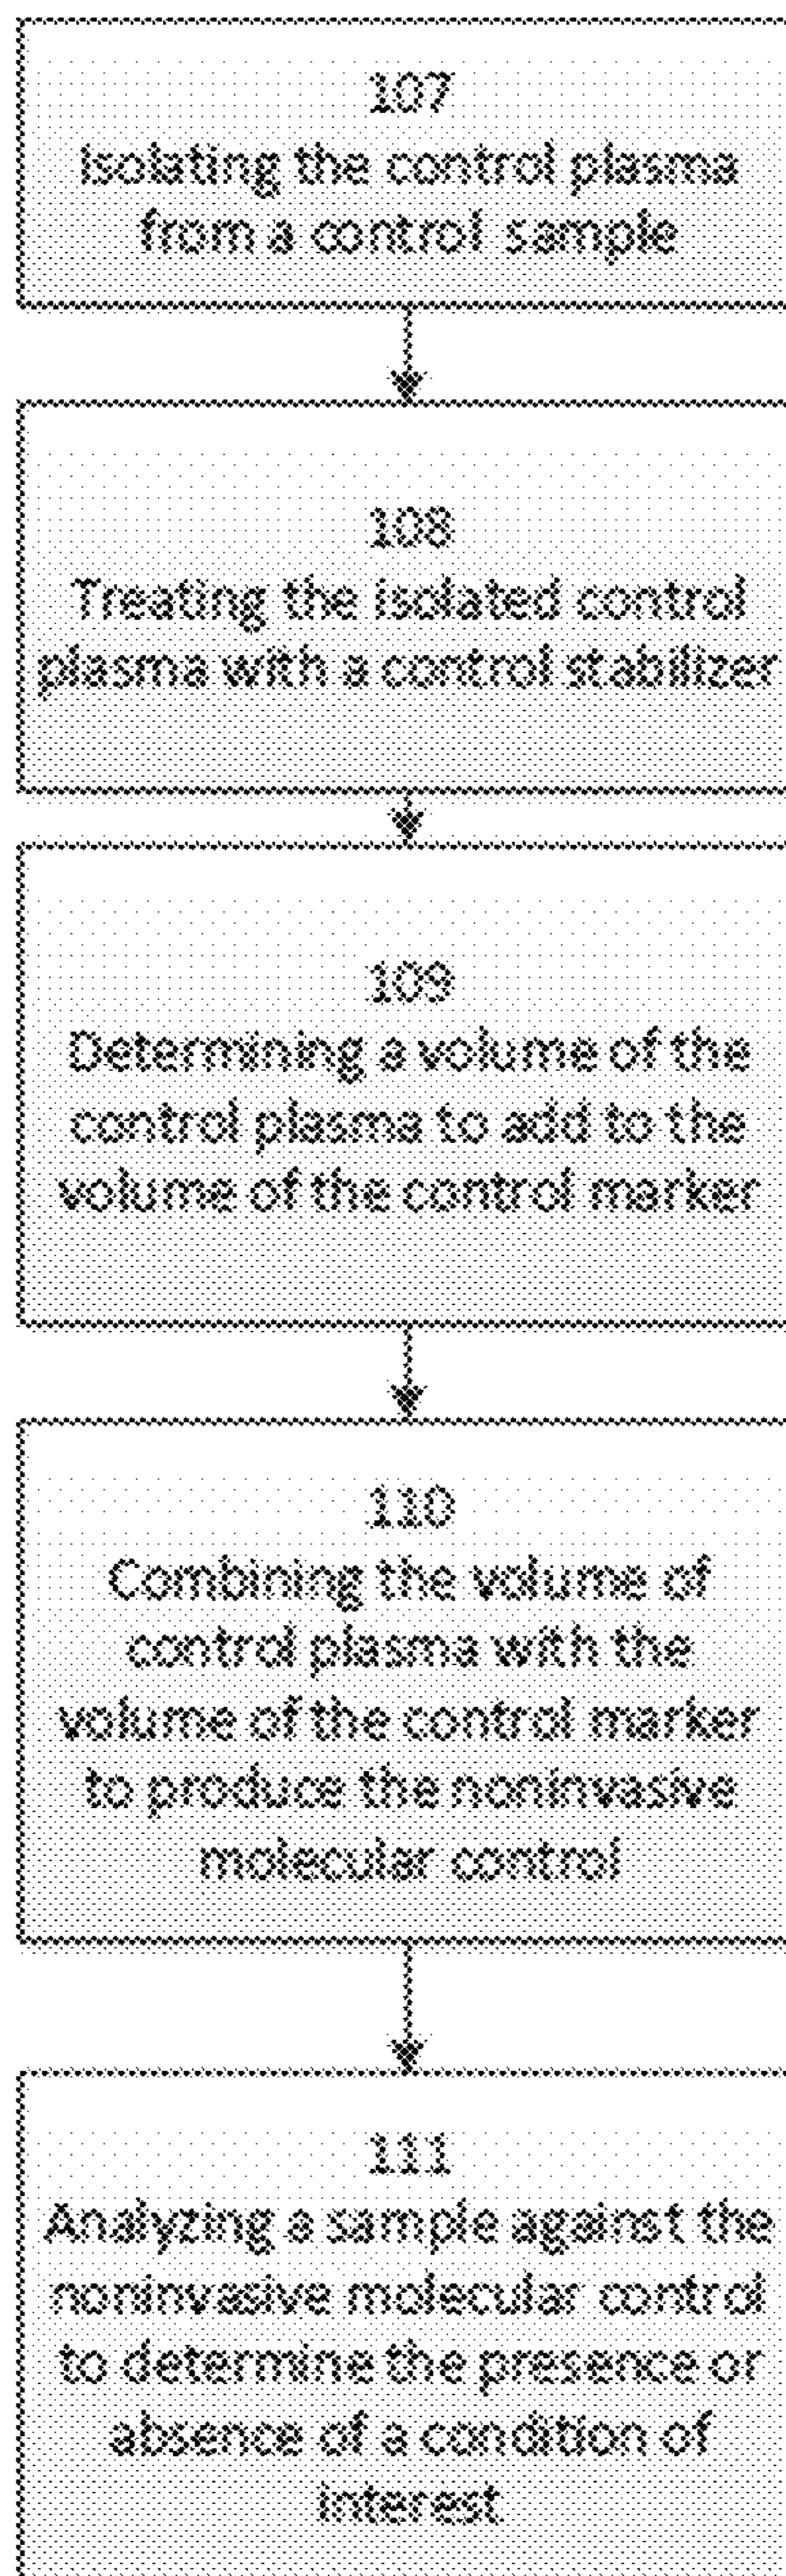 107
Isolating the control plasma
from a control sample
108
Treating the isolated control
plasma with a control stabilizer
109
Determining a volume of the
control plasma to add to the
volume of the control marker
110
Combining the volume of
control plasma with the
volume of the control marker
to produce the noninvasive
molecular control
111
Analyzing a sample against the
noninvasive molecular control
to determine the presence or
absence of a condition of
interest